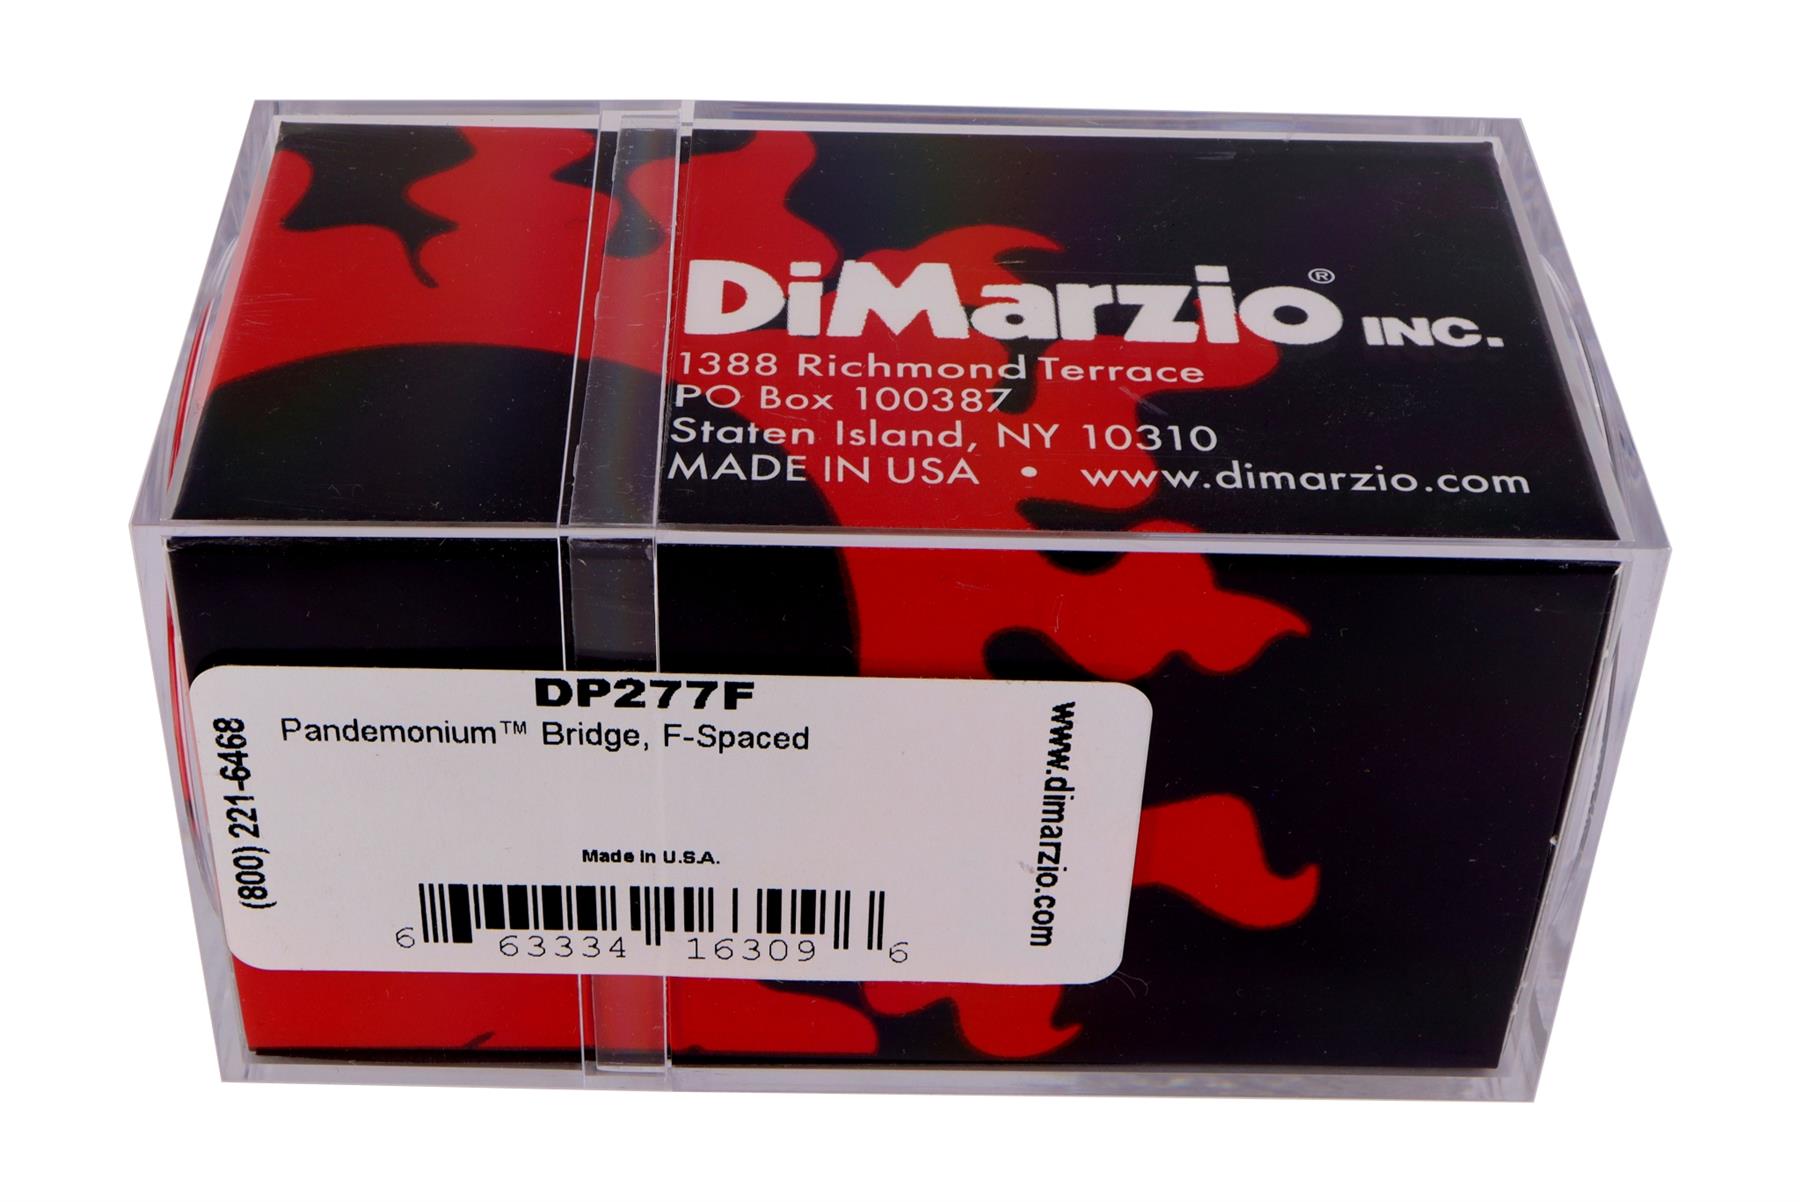 DiMarzio® INC.
1388 Richmond Terrace
PO Box 100387
Staten Island, NY 10310
MADE IN USA • www.dimarzio.com
DP277F
Pandemonium™ Bridge, F-Spaced
(800) 221-6468
www.dimarzio.com
Made in U.S.A.
6 63334 16309 6